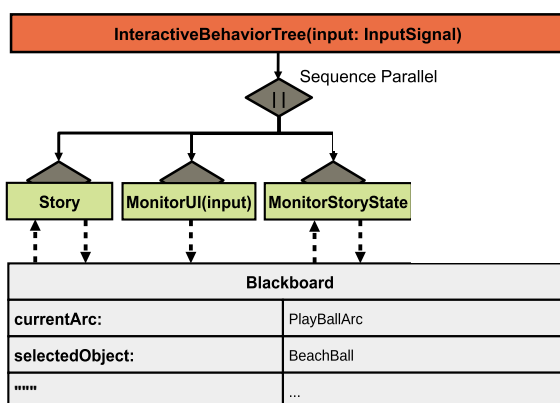 InteractiveBehaviorTree(input: InputSignal)
Sequence Parallel
||
Story MonitorUI(input) MonitorStoryState
Blackboard
currentArc: PlayBallArc
selectedObject: BeachBall
""" ...